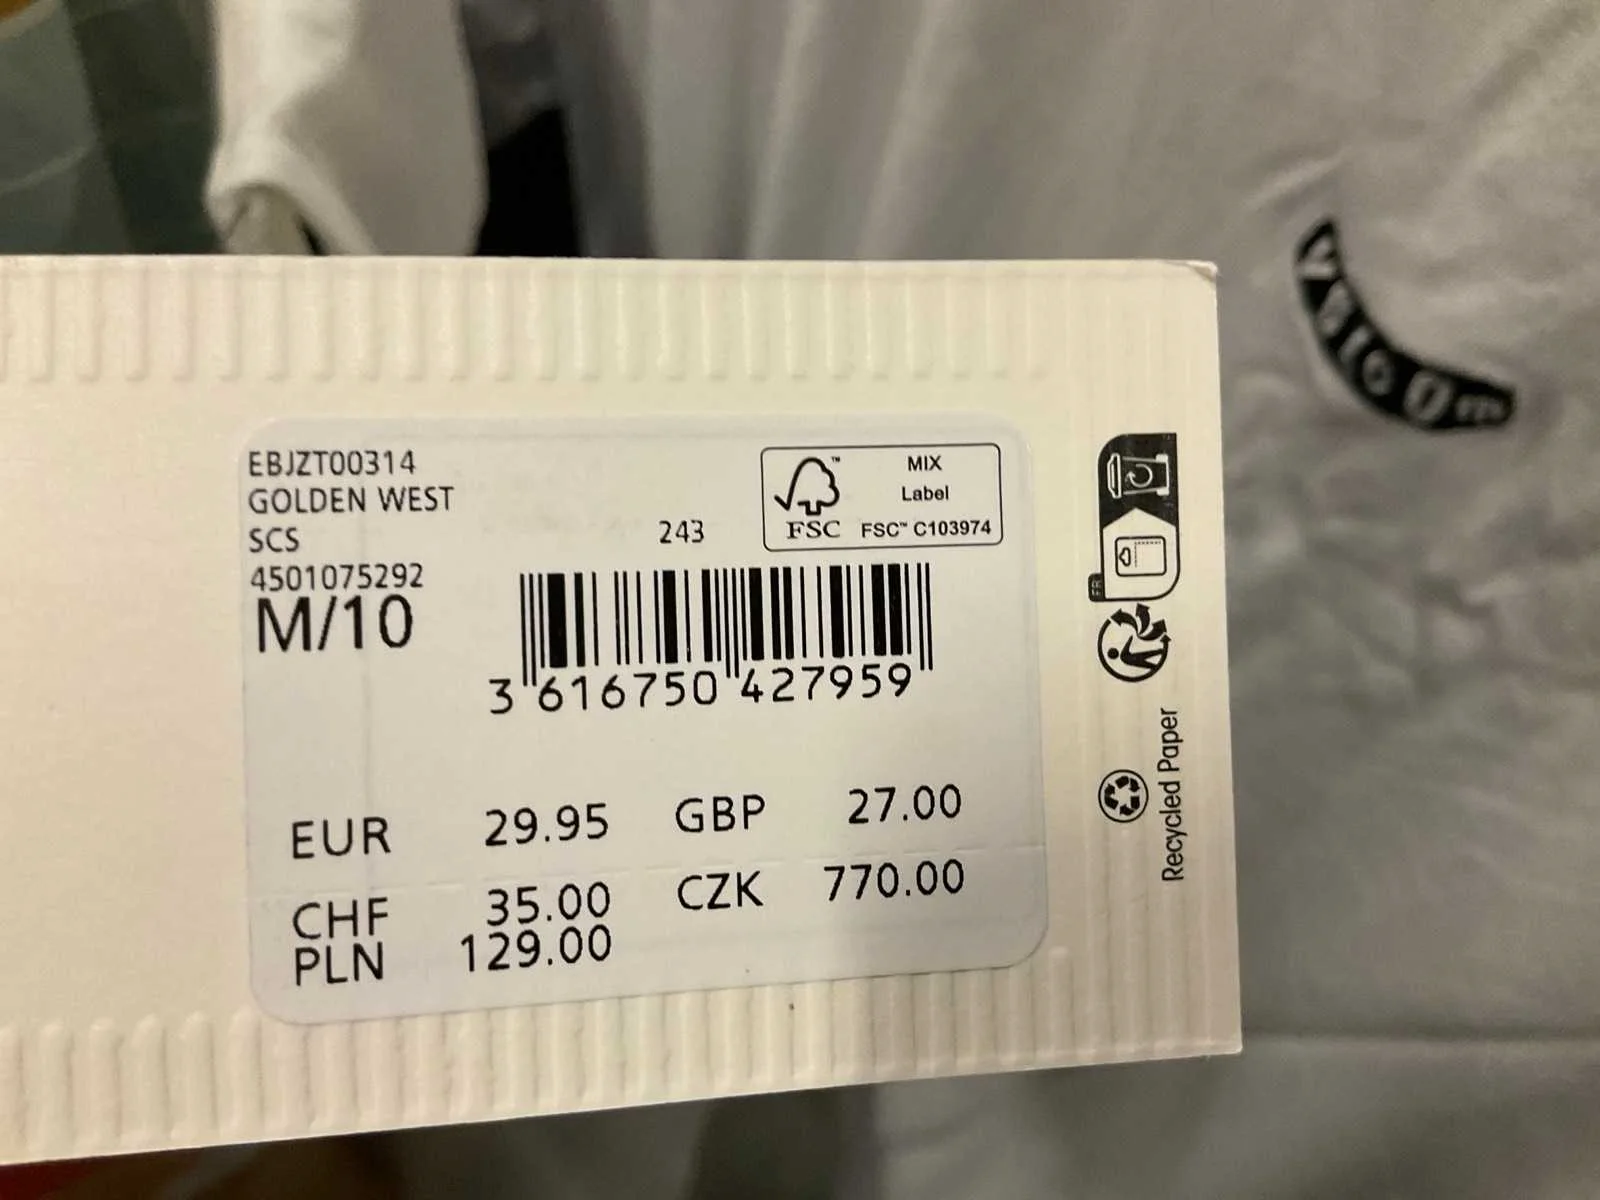 EBJZT00314
GOLDEN WEST
SCS
4501075292
M/10
243
FSC
MIX
Label
FSC™ C103974
3 616750 427959
EUR 29.95 GBP 27.00
CHF 35.00 CZK 770.00
PLN 129.00
FR
Recycled Paper